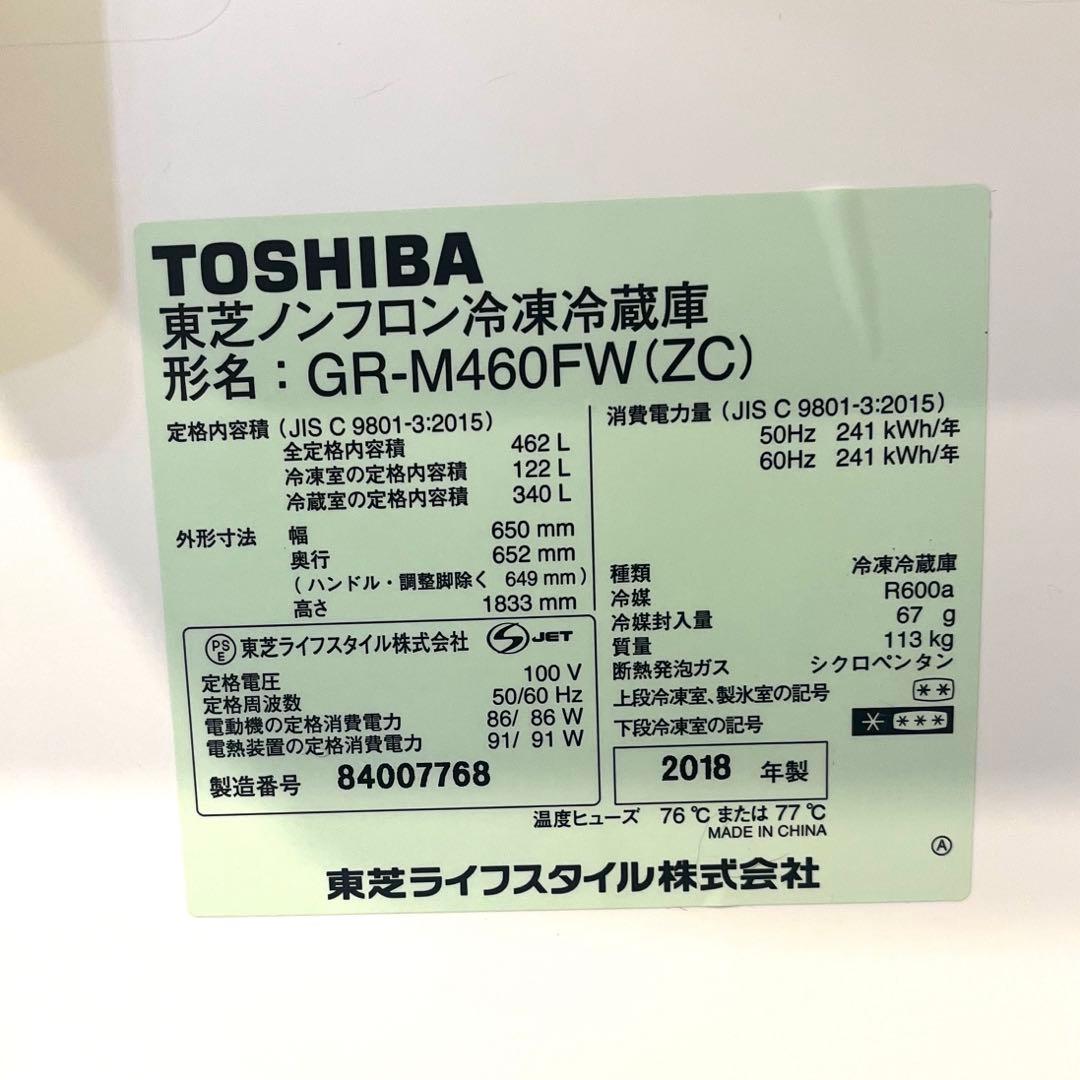 TOSHIBA
東芝ノンフロン冷凍冷蔵庫
形名：GR-M460FW(ZC)
定格内容積 (JIS C 9801-3:2015)
全定格内容積 462 L
冷凍室の定格内容積 122 L
冷蔵室の定格内容積 340 L
外形寸法 幅 650 mm
奥行 652 mm
(ハンドル・調整脚除く 649 mm)
高さ 1833 mm
消費電力量 (JIS C 9801-3:2015)
50Hz 241 kWh/年
60Hz 241 kWh/年
種類 冷凍冷蔵庫
冷媒 R600a
冷媒封入量 67 g
質量 113 kg
断熱発泡ガス シクロペンタン
上段冷凍室、製氷室の記号 **
下段冷凍室の記号 * ***
PSE 東芝ライフスタイル株式会社 S JET
定格電圧 100 V
定格周波数 50/60 Hz
電動機の定格消費電力 86/ 86 W
電熱装置の定格消費電力 91/ 91 W
製造番号 84007768
2018 年製
温度ヒューズ 76 ℃ または 77 ℃
MADE IN CHINA
Ⓐ
東芝ライフスタイル株式会社